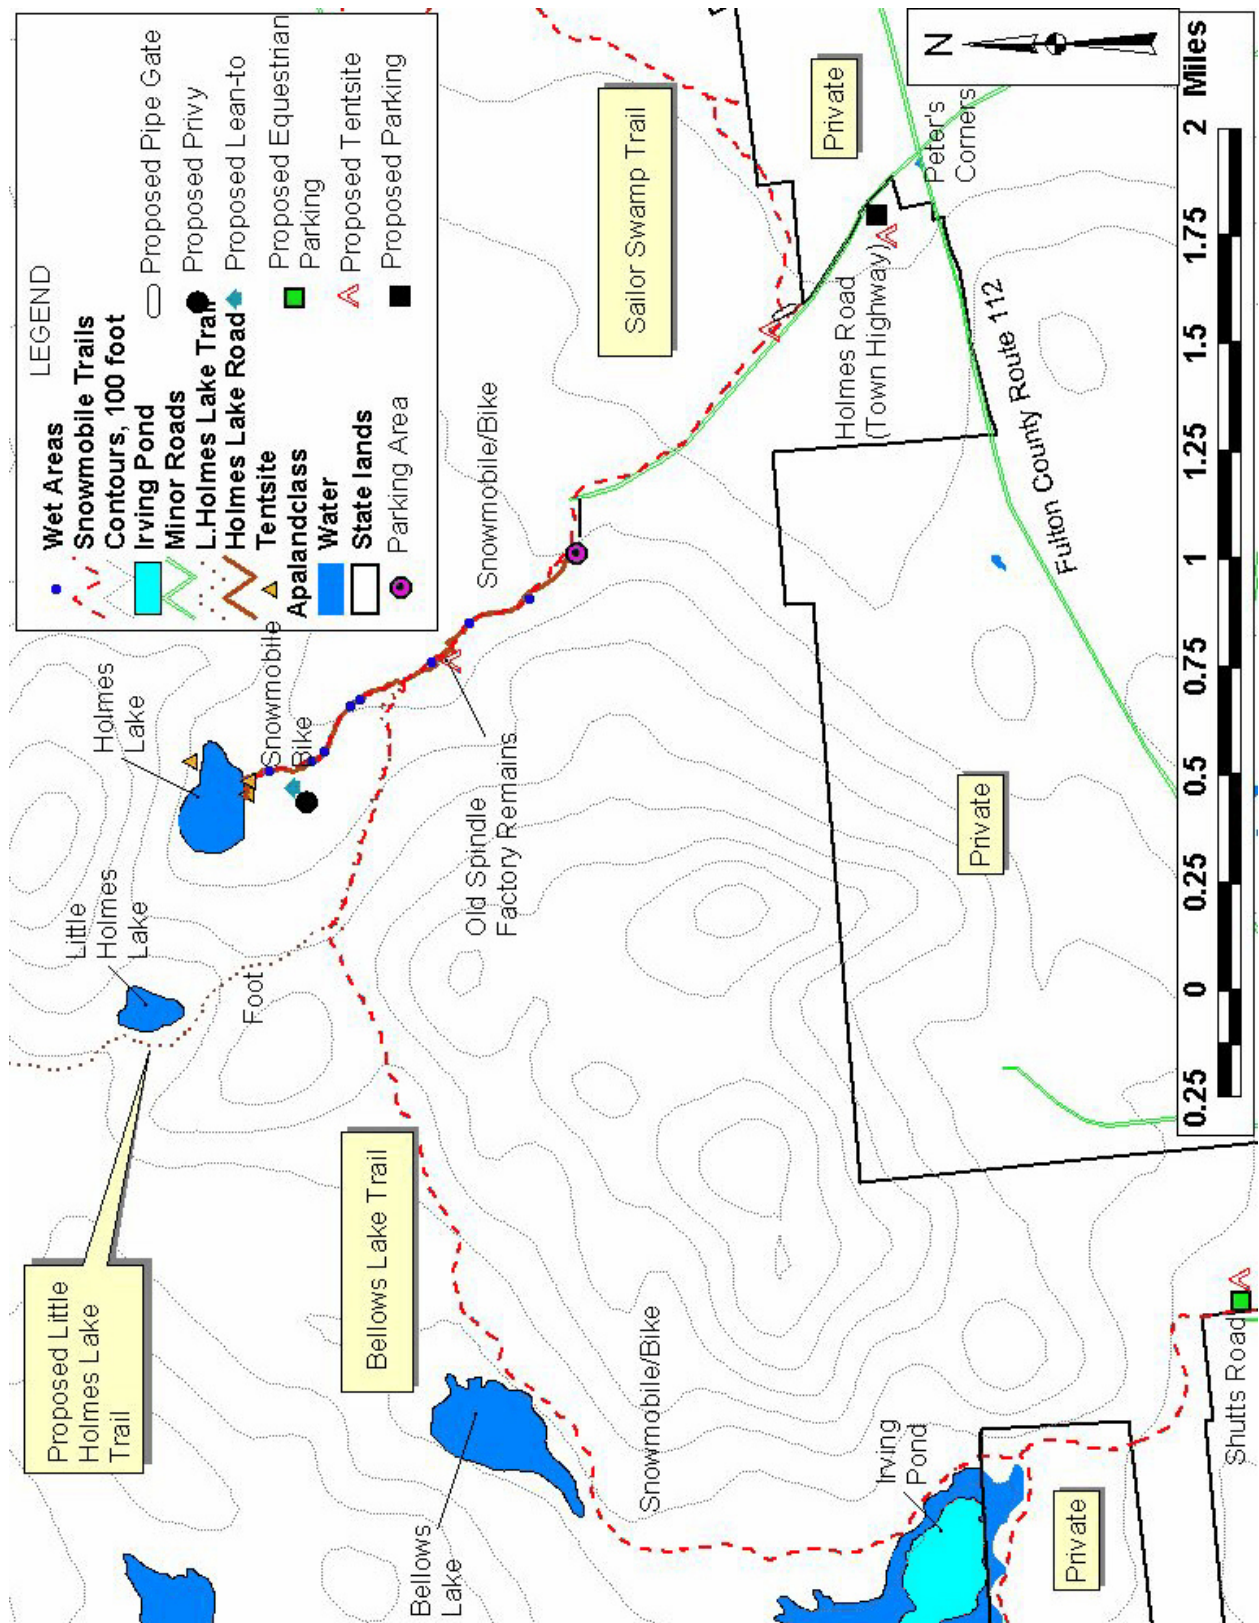 LEGEND
Wet Areas
Snowmobile Trails
Contours, 100 foot
Irving Pond
Minor Roads
L.Holmes Lake Trail
Holmes Lake Road
Tentsite
Apalandclass
Water
State lands
Parking Area
Proposed Pipe Gate
Proposed Privy
Proposed Lean-to
Proposed Equestrian
Parking
Proposed Tentsite
Proposed Parking
Proposed Little
Holmes Lake
Trail
Little
Holmes
Lake
Holmes
Lake
Foot
Snowmobile
Bike
Snowmobile/Bike
Bellows Lake Trail
Bellows
Lake
Old Spindle
Factory Remains
Sailor Swamp Trail
Snowmobile/Bike
Private
Holmes Road
(Town Highway)
Peter's
Corners
N
Irving
Pond
Private
Fulton County Route 112
Private
Shutts Road
0.25 0 0.25 0.5 0.75 1 1.25 1.5 1.75 2 Miles